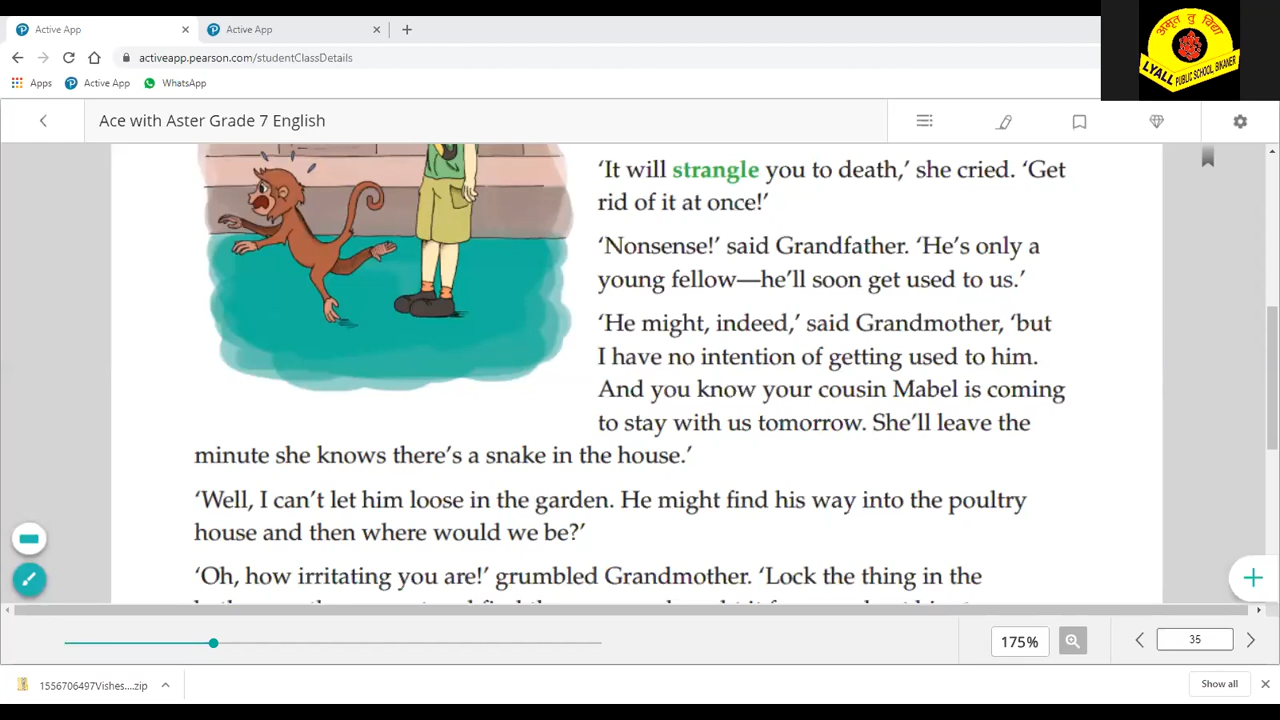 Active App
Active App
activeapp.pearson.com/studentClassDetails
Apps
Active App
WhatsApp
अमृत तु विद्या
LYALL PUBLIC SCHOOL BIKANER
Ace with Aster Grade 7 English
‘It will strangle you to death,’ she cried. ‘Get
rid of it at once!’
‘Nonsense!’ said Grandfather. ‘He’s only a
young fellow—he’ll soon get used to us.’
‘He might, indeed,’ said Grandmother, ‘but
I have no intention of getting used to him.
And you know your cousin Mabel is coming
to stay with us tomorrow. She’ll leave the
minute she knows there’s a snake in the house.’
‘Well, I can’t let him loose in the garden. He might find his way into the poultry
house and then where would we be?’
‘Oh, how irritating you are!’ grumbled Grandmother. ‘Lock the thing in the
175%
35
1556706497Vishes....zip
Show all